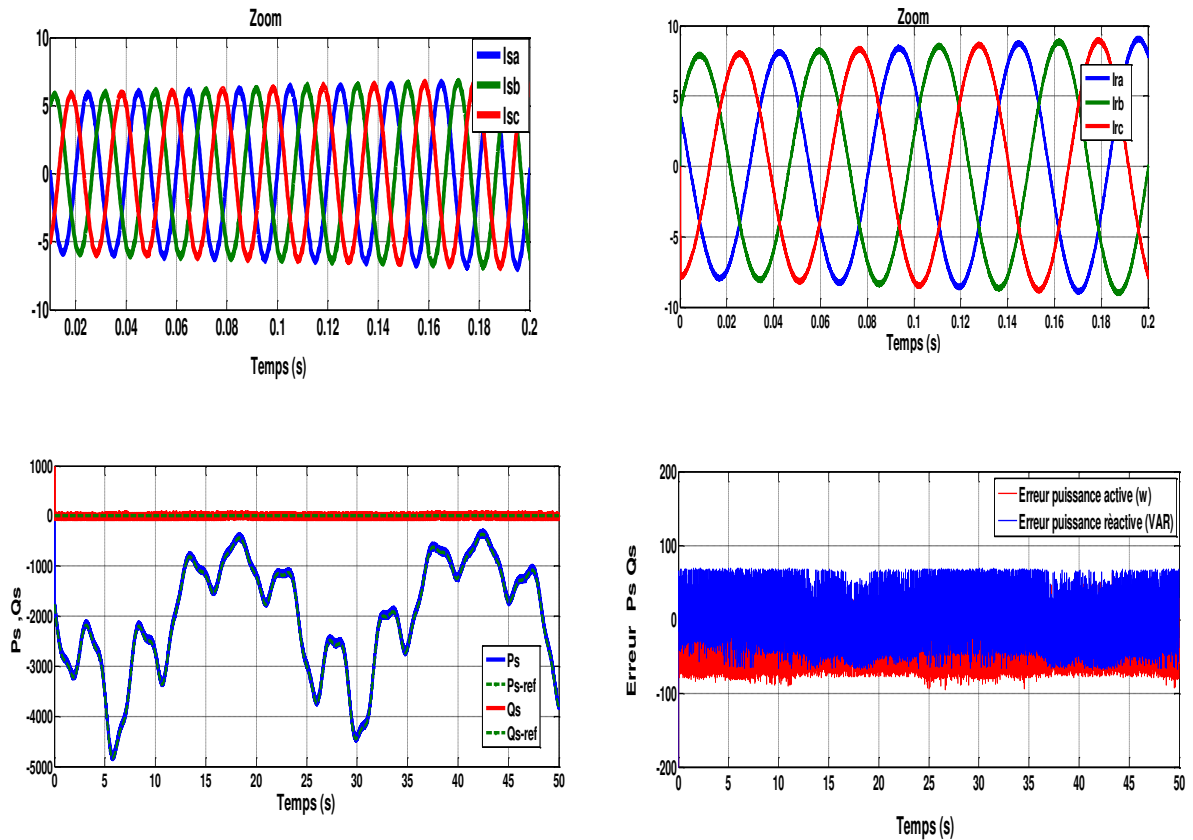 Zoom
10
5
0
-5
-10
Isa
Isb
Isc
0.02 0.04 0.06 0.08 0.1 0.12 0.14 0.16 0.18 0.2
Temps (s)
Zoom
10
5
0
-5
-10
Ira
Irb
Irc
0 0.02 0.04 0.06 0.08 0.1 0.12 0.14 0.16 0.18 0.2
Temps (s)
Ps ,Qs
1000
0
-1000
-2000
-3000
-4000
-5000
Ps
Ps-ref
Qs
Qs-ref
0 5 10 15 20 25 30 35 40 45 50
Temps (s)
Erreur Ps Qs
200
100
0
-100
-200
Erreur puissance active (w)
Erreur puissance rèactive (VAR)
0 5 10 15 20 25 30 35 40 45 50
Temps (s)